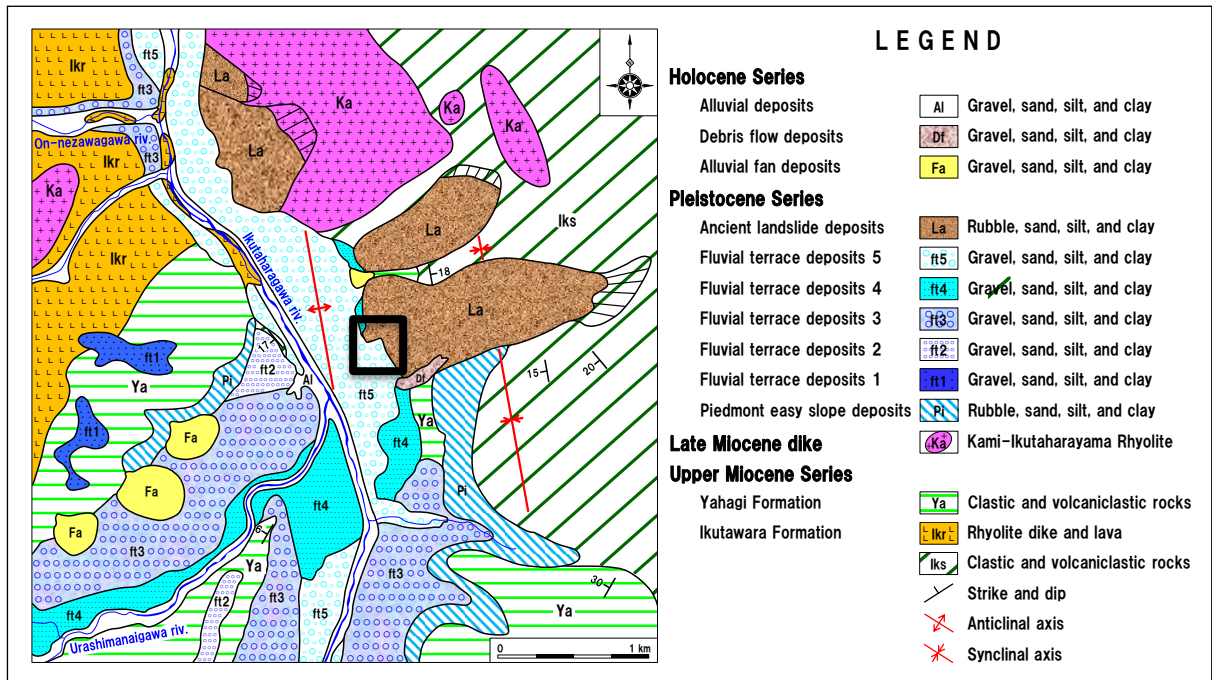 LEGEND
Holocene Series
Alluvial deposits Al Gravel, sand, silt, and clay
Debris flow deposits Df Gravel, sand, silt, and clay
Alluvial fan deposits Fa Gravel, sand, silt, and clay
Pleistocene Series
Ancient landslide deposits La Rubble, sand, silt, and clay
Fluvial terrace deposits 5 ft5 Gravel, sand, silt, and clay
Fluvial terrace deposits 4 ft4 Gravel, sand, silt, and clay
Fluvial terrace deposits 3 ft3 Gravel, sand, silt, and clay
Fluvial terrace deposits 2 ft2 Gravel, sand, silt, and clay
Fluvial terrace deposits 1 ft1 Gravel, sand, silt, and clay
Piedmont easy slope deposits Pi Rubble, sand, silt, and clay
Late Miocene dike Ka Kami-Ikutaharayama Rhyolite
Upper Miocene Series
Yahagi Formation Ya Clastic and volcaniclastic rocks
Ikutawara Formation Ikr Rhyolite dike and lava
Iks Clastic and volcaniclastic rocks
Strike and dip
Anticlinal axis
Synclinal axis
Ikr
ft5
La
Ka
Ka
Ka
ft3
On-nezawagawa riv.
Ikr
ft3
La
Ka
Ikutaharagawa riv.
La
Iks
Ikr
18
La
17
ft1
Ya
Pi
ft2
Al
ft5
Df
15
20
ft1
Fa
ft4
Ya
Fa
ft4
Pi
Fa
ft3
6
Ya
ft3
ft3
30
ft4
ft2
ft5
Ya
Urashimanaigawa riv.
0 1 km